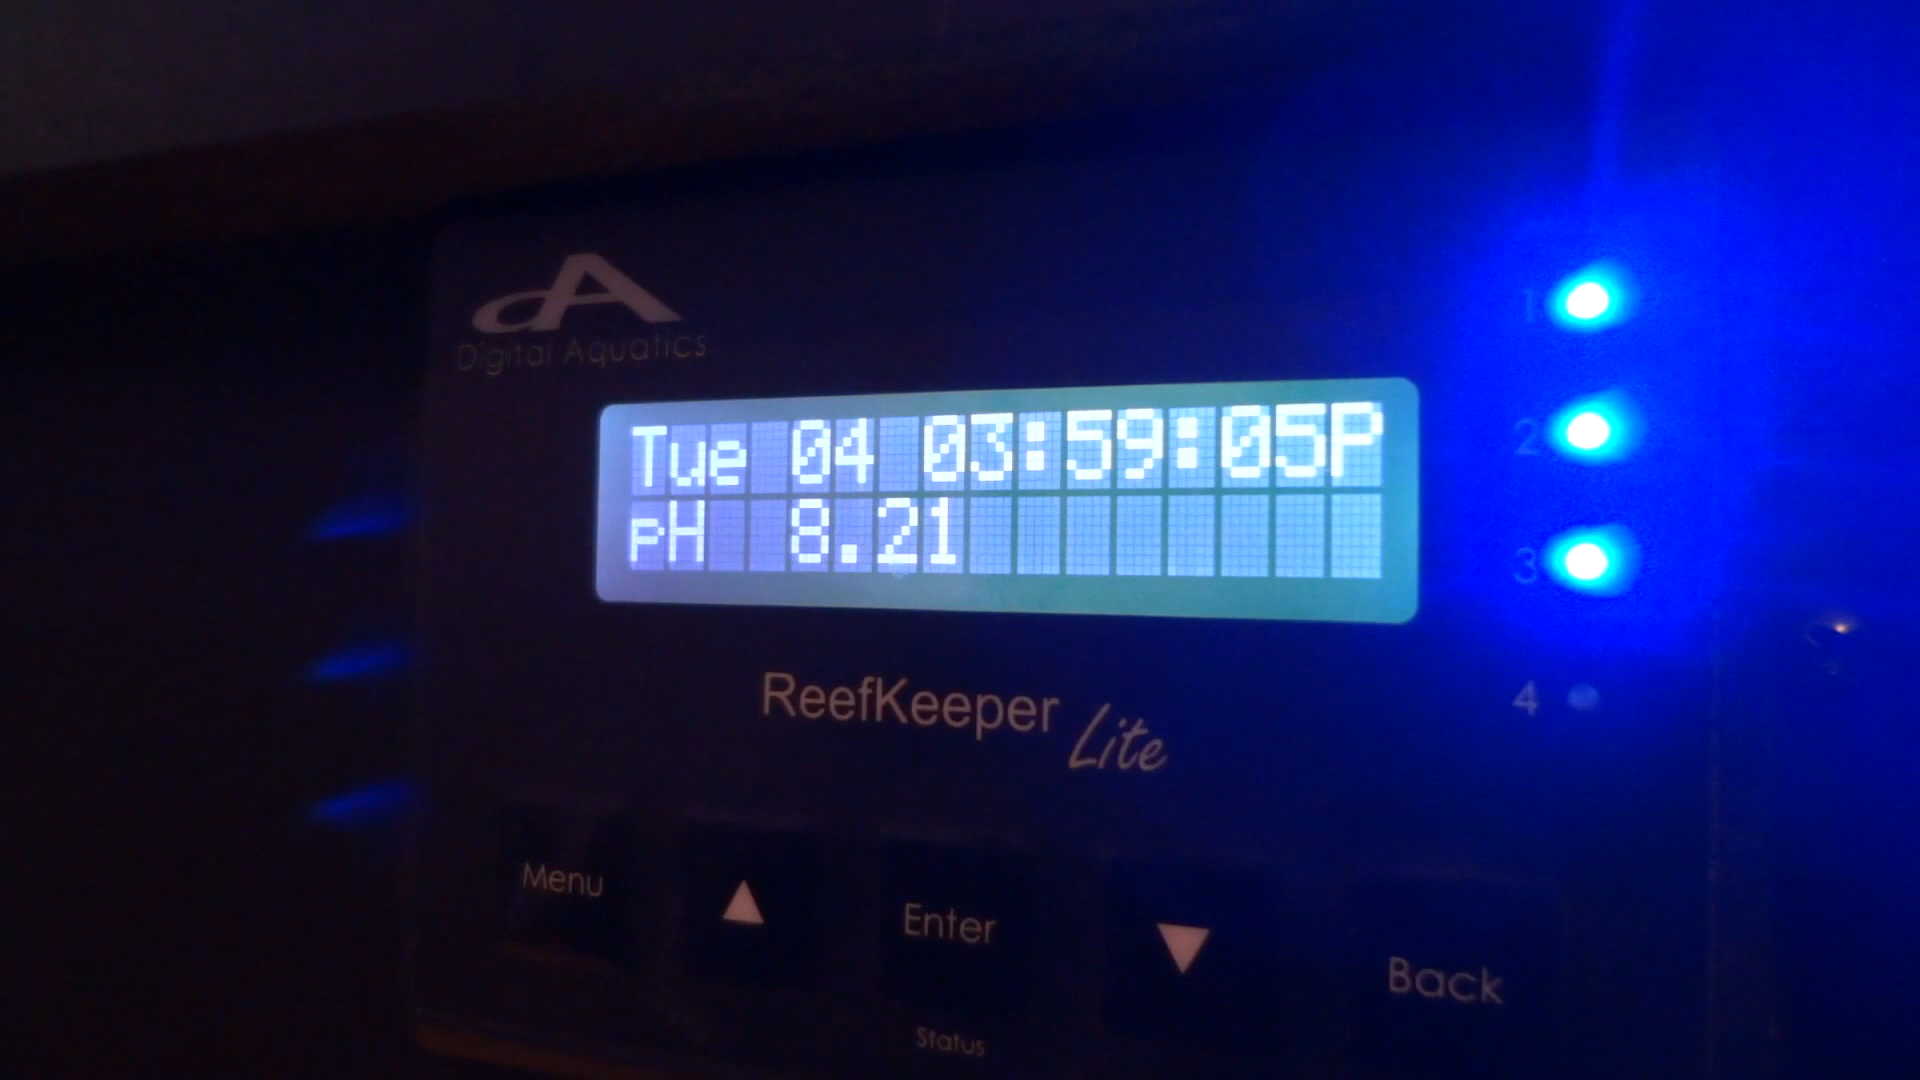 Digital Aquatics
Tue 04 03:59:05P
pH 8.21
1
2
3
4
ReefKeeper Lite
Menu
Enter
Back
Status